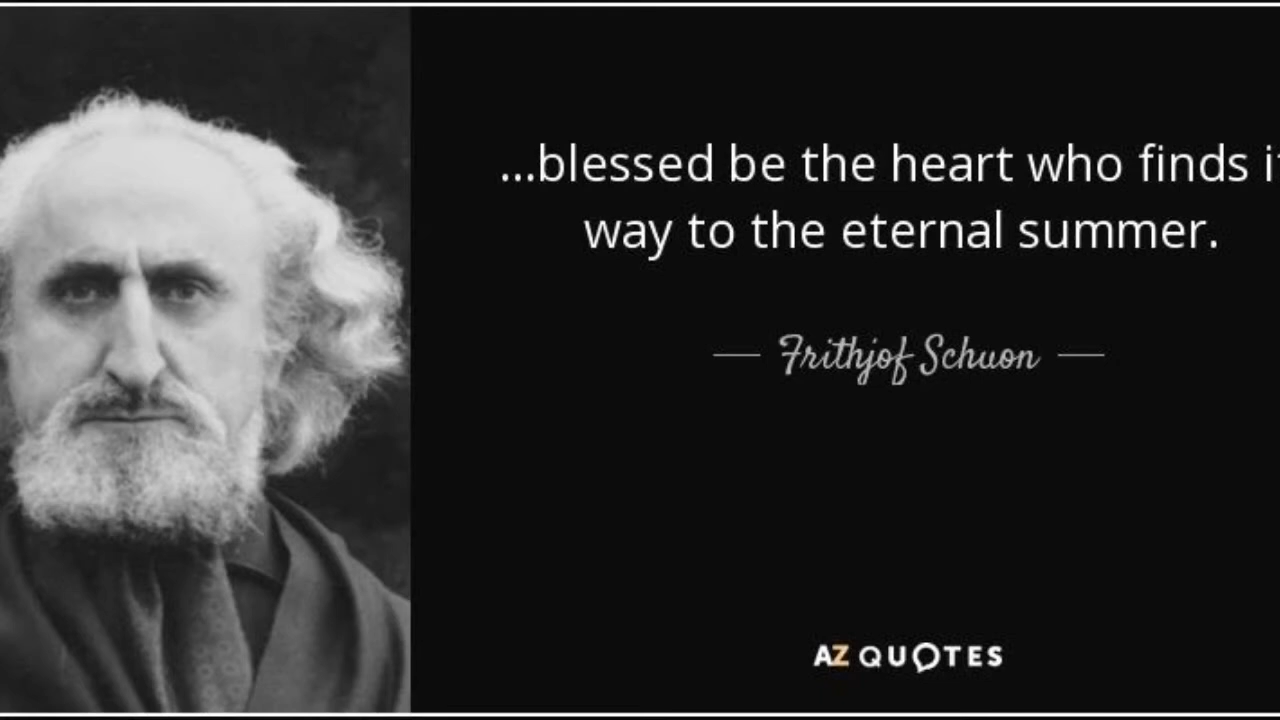 ...blessed be the heart who finds
way to the eternal summer.
Frithjof Schuon
AZ QUOTES